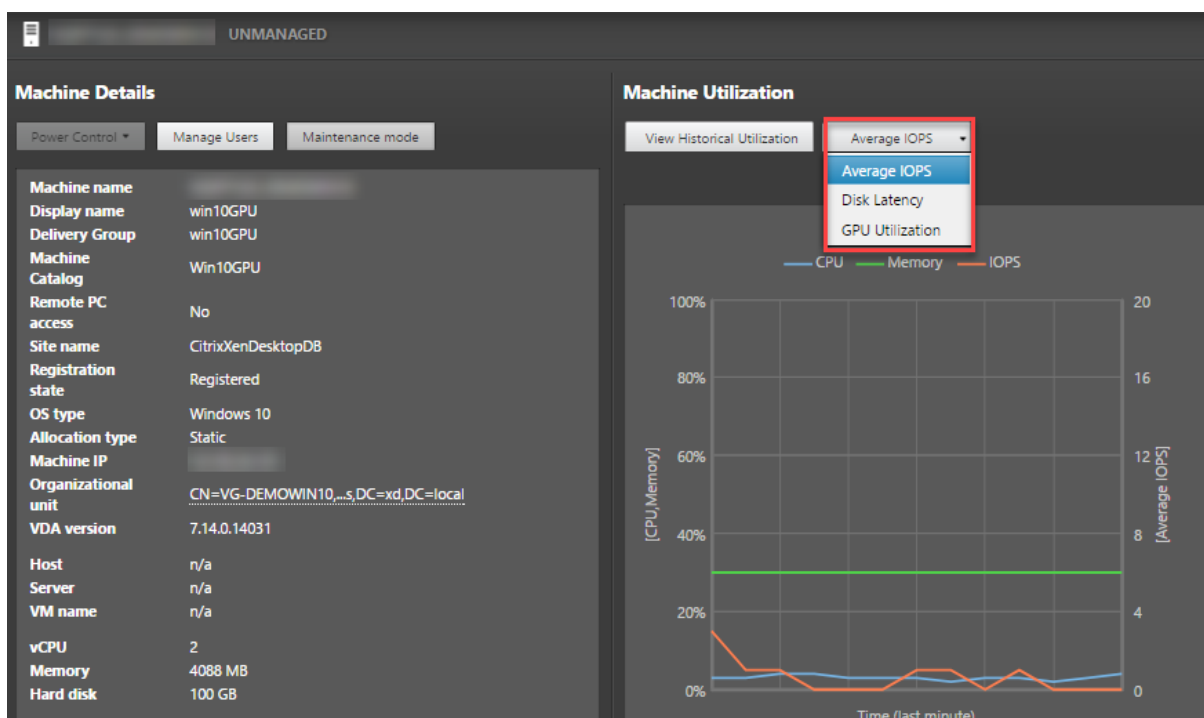 UNMANAGED
Machine Details
Power Control
Manage Users
Maintenance mode
Machine name
Display name win10GPU
Delivery Group win10GPU
Machine
Catalog Win10GPU
Remote PC
access No
Site name CitrixXenDesktopDB
Registration
state Registered
OS type Windows 10
Allocation type Static
Machine IP
Organizational
unit CN=VG-DEMOWIN10,...s,DC=xd,DC=local
VDA version 7.14.0.14031
Host n/a
Server n/a
VM name n/a
vCPU 2
Memory 4088 MB
Hard disk 100 GB
Machine Utilization
View Historical Utilization
Average IOPS
Average IOPS
Disk Latency
GPU Utilization
CPU Memory IOPS
100% 20
80% 16
60% 12
40% 8
20% 4
0% 0
[CPU,Memory]
[Average IOPS]
Time (last minute)